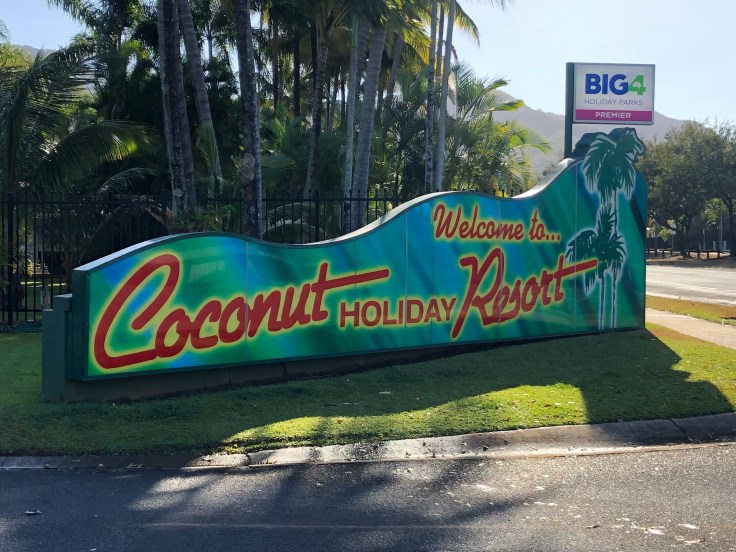 BIG4
HOLIDAY PARKS
PREMIER
Welcome to...
Coconut HOLIDAY Resort